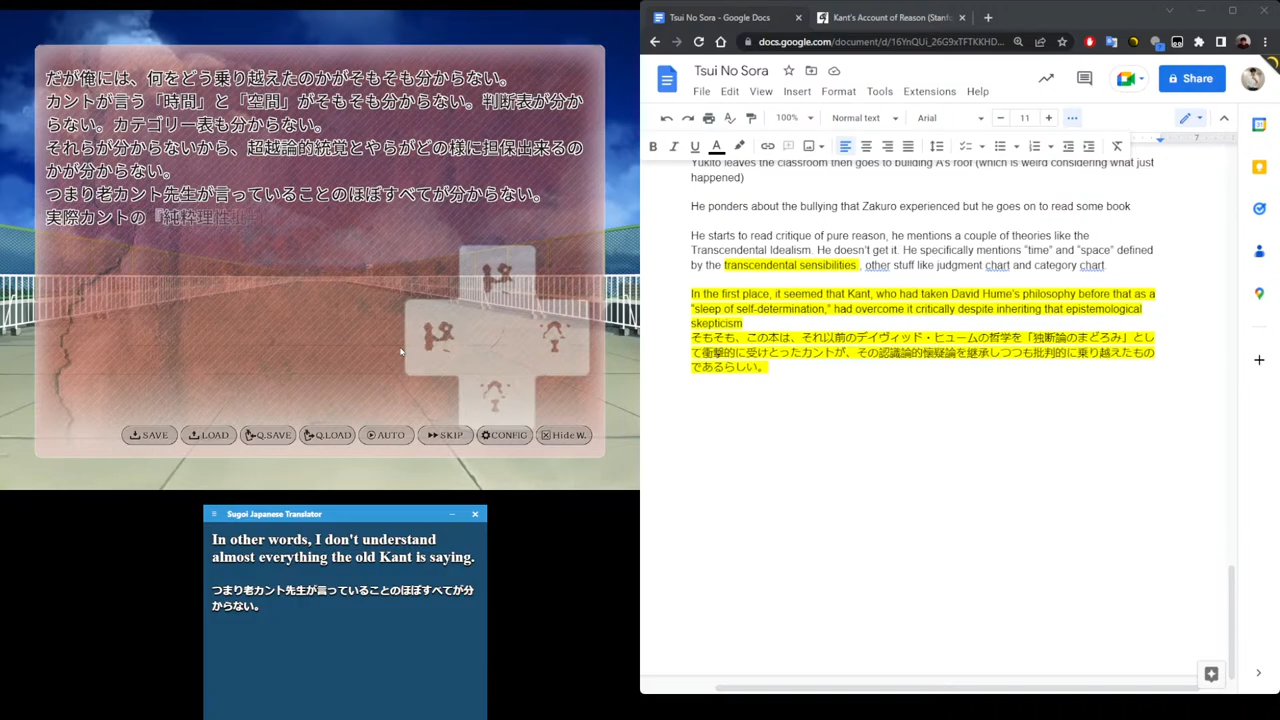 だが俺には、何をどう乗り越えたのかがそもそも分からない。
カントが言う「時間」と「空間」がそもそも分からない。判断表が分か
らない。カテゴリー表も分からない。
それらが分からないから、超越論的統覚とやらがどの様に担保出来るの
かが分からない。
つまり老カント先生が言っていることのほぼすべてが分からない。
実際カントの『純粋理性批
SAVE
LOAD
Q.SAVE
Q.LOAD
AUTO
SKIP
CONFIG
Hide W.
Sugoi Japanese Translator
In other words, I don't understand
almost everything the old Kant is saying.
つまり老カント先生が言っていることのほぼすべてが分
からない。
Tsui No Sora - Google Docs
Kant's Account of Reason (Stanf
docs.google.com/document/d/16YnQUi_26G9xTFTKKHD...
Tsui No Sora
File Edit View Insert Format Tools Extensions Help
Share
100% Normal text Arial 11
7
Yukito leaves the classroom then goes to building A's roof (which is weird considering what just
happened)
He ponders about the bullying that Zakuro experienced but he goes on to read some book
He starts to read critique of pure reason, he mentions a couple of theories like the
Transcendental Idealism. He doesn't get it. He specifically mentions "time" and "space" defined
by the transcendental sensibilities , other stuff like judgment chart and category chart.
In the first place, it seemed that Kant, who had taken David Hume's philosophy before that as a
"sleep of self-determination," had overcome it critically despite inheriting that epistemological
skepticism
そもそも、この本は、それ以前のデイヴィッド・ヒュームの哲学を「独断論のまどろみ」とし
て衝撃的に受けとったカントが、その認識論的懐疑論を継承しつつも批判的に乗り越えたもの
であるらしい。